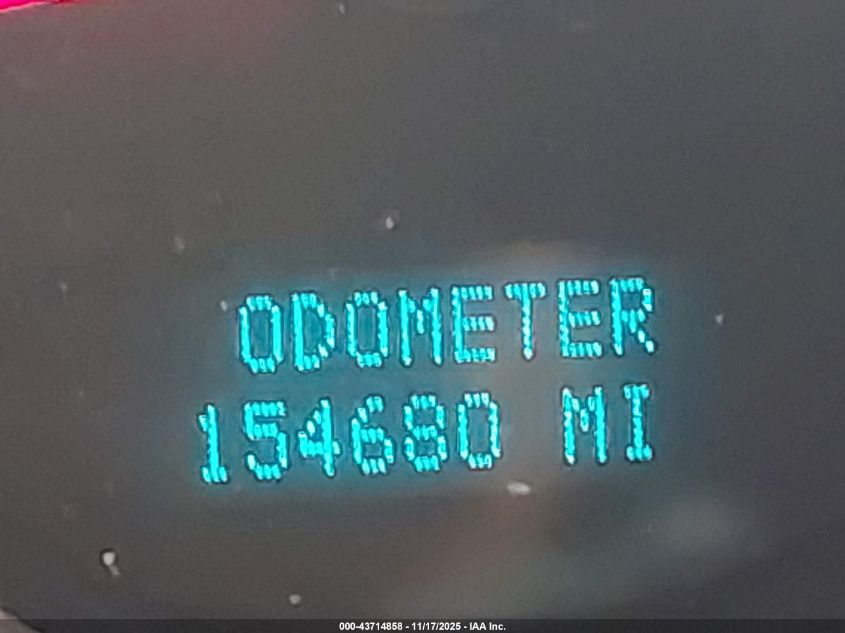 ODOMETER
154680 MI
000-43714858 - 11/17/2025 - IAA Inc.